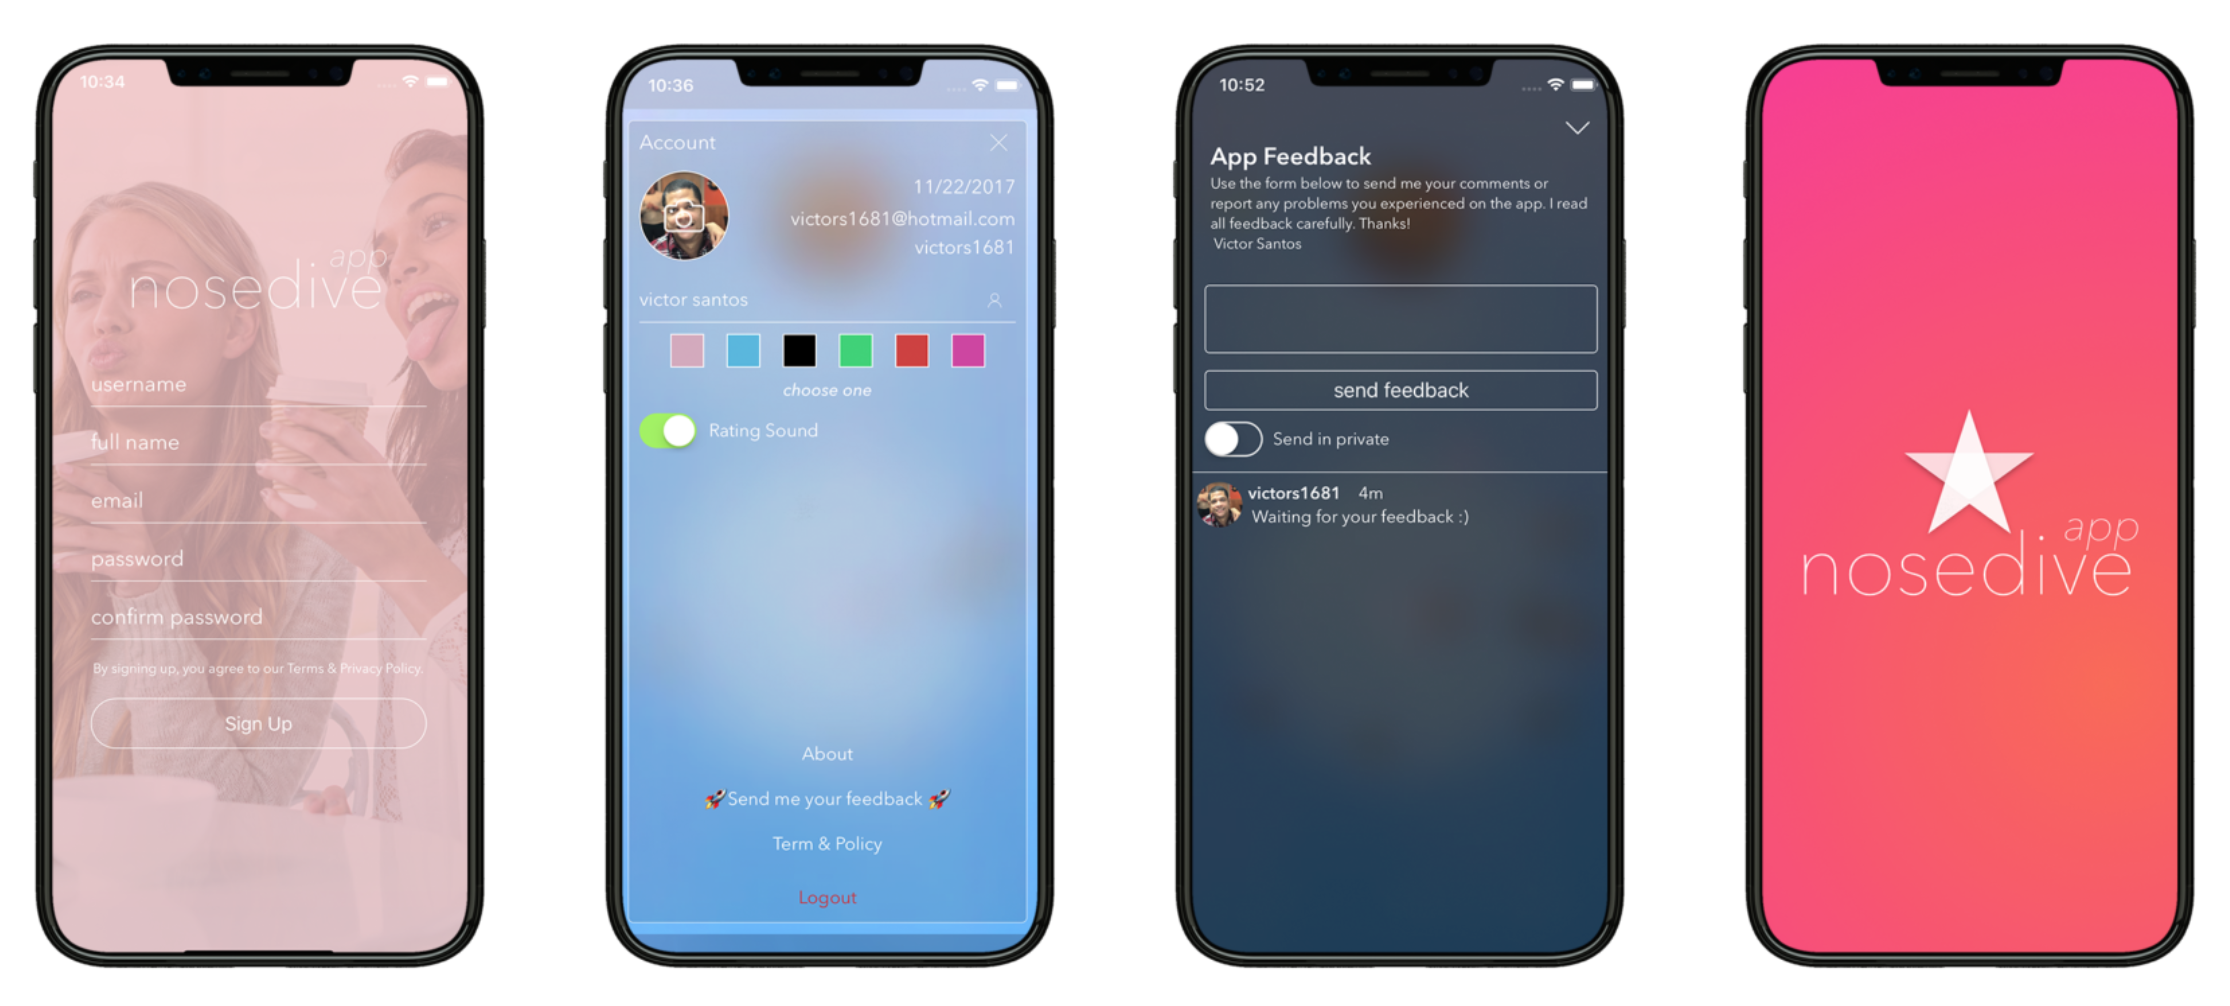 10:34
app
nosedive
username
full name
email
password
confirm password
By signing up, you agree to our Terms & Privacy Policy.
Sign Up
10:36
Account
11/22/2017
victors1681@hotmail.com
victors1681
victor santos
choose one
Rating Sound
About
🚀Send me your feedback 🚀
Term & Policy
Logout
10:52
App Feedback
Use the form below to send me your comments or
report any problems you experienced on the app. I read
all feedback carefully. Thanks!
Victor Santos
send feedback
Send in private
victors1681 4m
Waiting for your feedback :)
app
nosedive